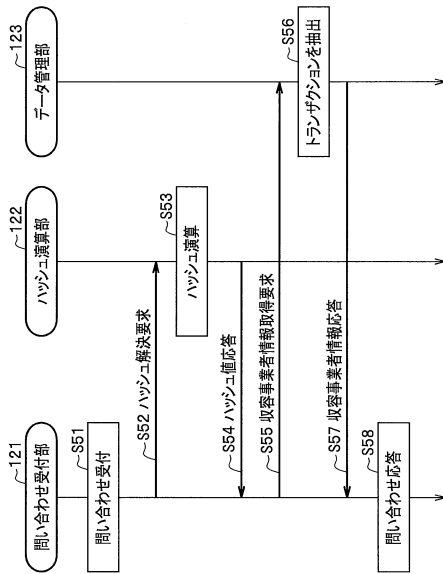 121
問い合わせ受付部
122
ハッシュ演算部
123
データ管理部
S51
問い合わせ受付
S52 ハッシュ解決要求
S53
ハッシュ演算
S54 ハッシュ値応答
S55 収容事業者情報取得要求
S56
トランザクションを抽出
S57 収容事業者情報応答
S58
問い合わせ応答